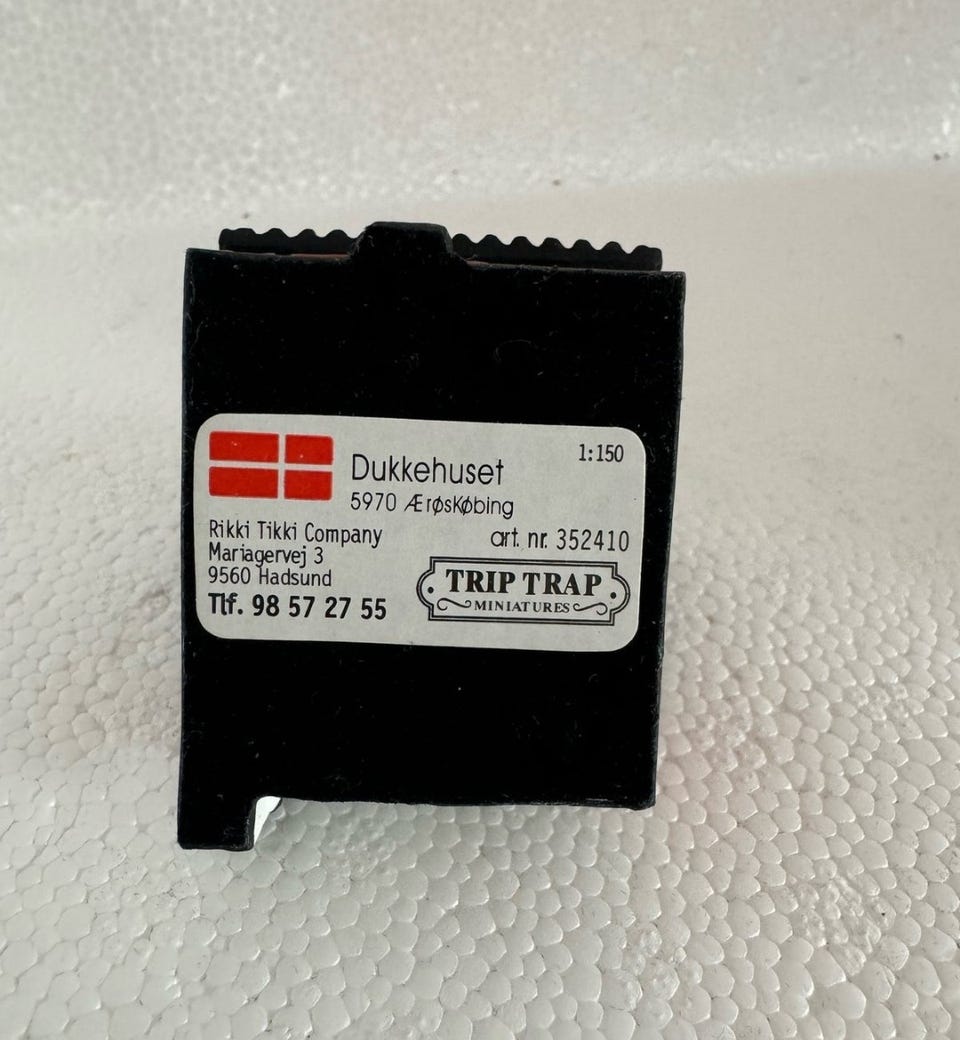 1:150
Dukkehuset
5970 ÆrøsKøbing
art. nr. 352410
Rikki Tikki Company
Mariagervej 3
9560 Hadsund
Tlf. 98 57 27 55
TRIP TRAP
MINIATURES